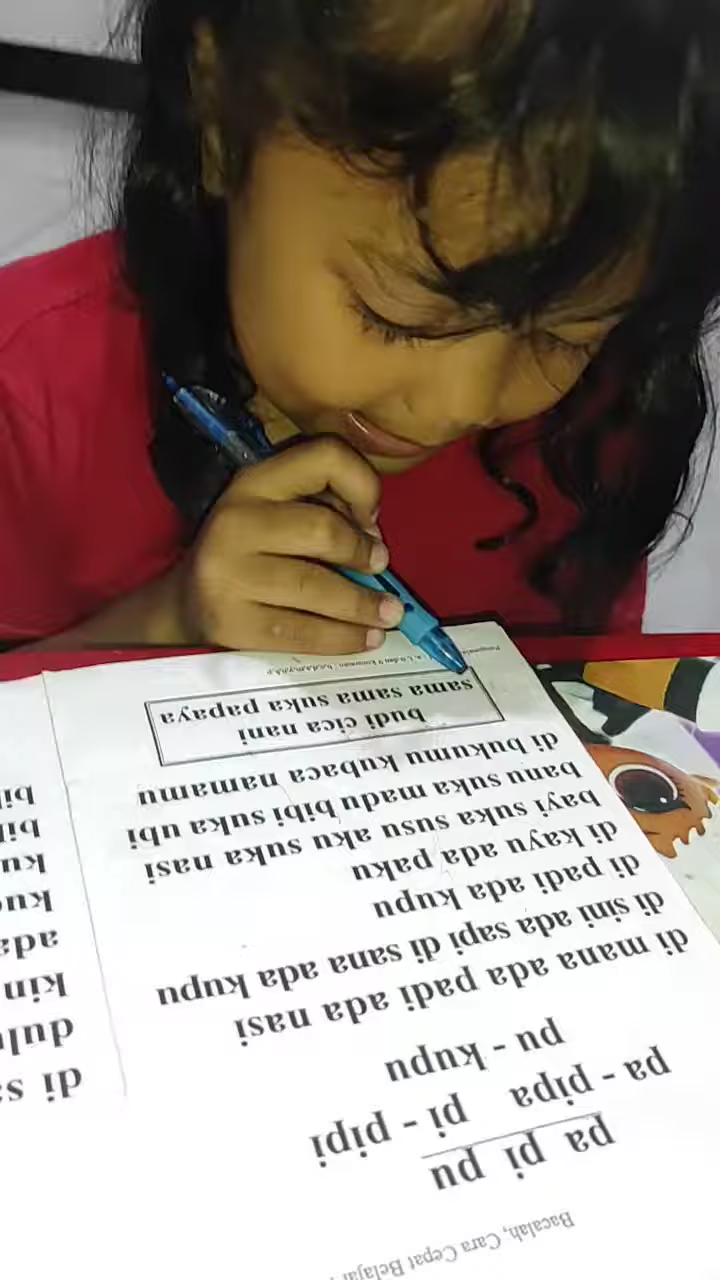 Bacalah, Cara Cepat Belajar
pa pi pu
pa - pipa pi - pipi
pu - kupu
di mana ada padi ada nasi
di sini ada sapi di sana ada kupu
di padi ada kupu
di kayu ada paku
bayi suka susu aku suka nasi
banu suka madu bibi suka ubi
di bukumu kubaca namamu
budi cica nani
sama sama suka papaya